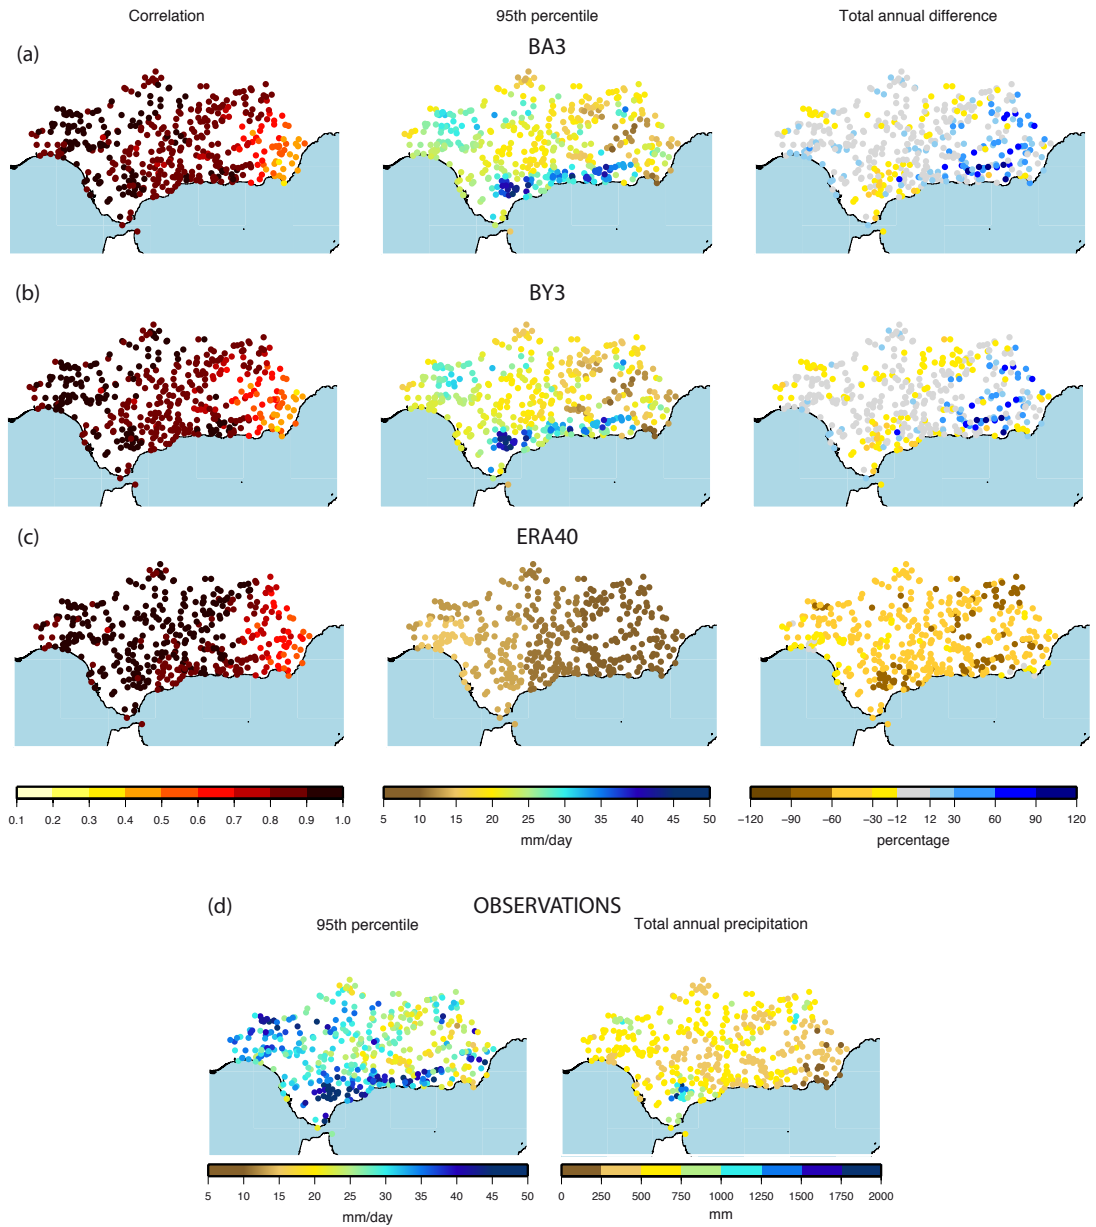 Correlation 95th percentile Total annual difference
(a) BA3
(b) BY3
(c) ERA40
0.1 0.2 0.3 0.4 0.5 0.6 0.7 0.8 0.9 1.0
5 10 15 20 25 30 35 40 45 50
mm/day
−120 −90 −60 −30 −12 12 30 60 90 120
percentage
(d) OBSERVATIONS
95th percentile Total annual precipitation
5 10 15 20 25 30 40 50 40 50
mm/day
0 250 500 750 1000 1250 1500 1750 2000
mm